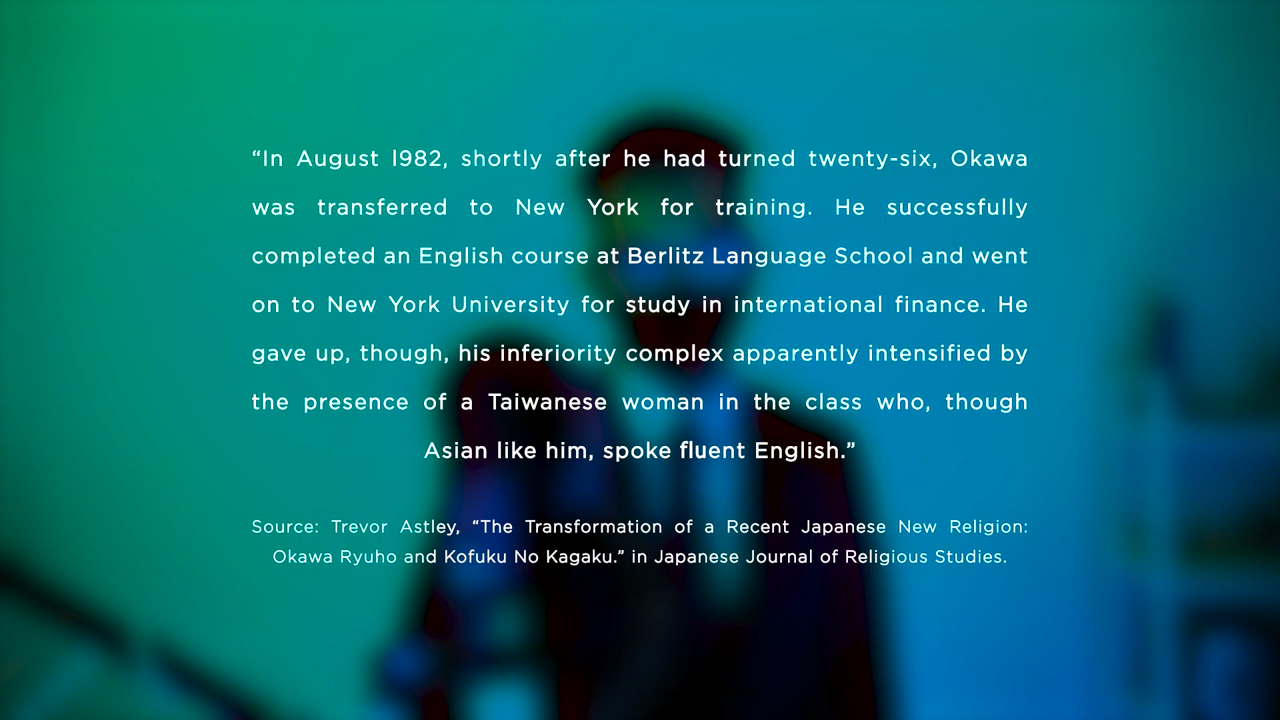 “In August 1982, shortly after he had turned twenty-six, Okawa
was transferred to New York for training. He successfully
completed an English course at Berlitz Language School and went
on to New York University for study in international finance. He
gave up, though, his inferiority complex apparently intensified by
the presence of a Taiwanese woman in the class who, though
Asian like him, spoke fluent English.”
Source: Trevor Astley, “The Transformation of a Recent Japanese New Religion:
Okawa Ryuho and Kofuku No Kagaku.” in Japanese Journal of Religious Studies.